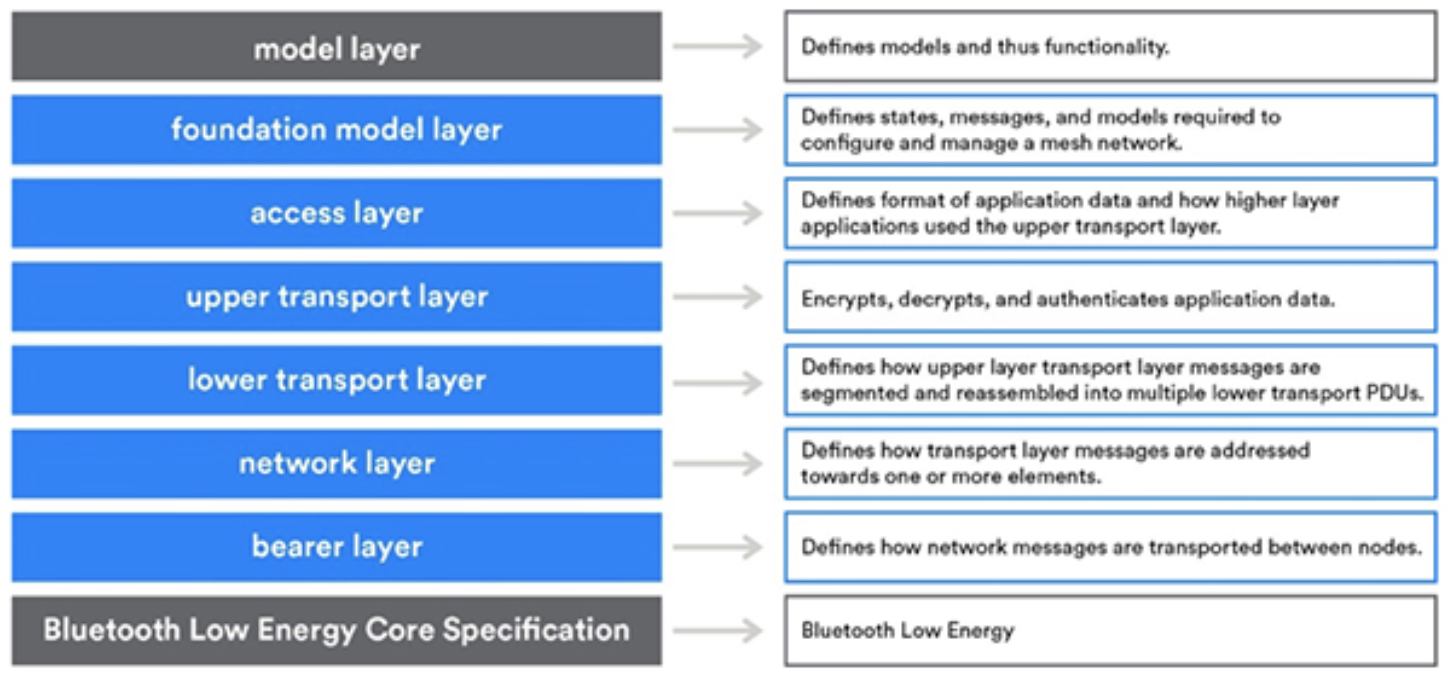 model layer
Defines models and thus functionality.
foundation model layer
Defines states, messages, and models required to
configure and manage a mesh network.
access layer
Defines format of application data and how higher layer
applications used the upper transport layer.
upper transport layer
Encrypts, decrypts, and authenticates application data.
lower transport layer
Defines how upper layer transport layer messages are
segmented and reassembled into multiple lower transport PDUs.
network layer
Defines how transport layer messages are addressed
towards one or more elements.
bearer layer
Defines how network messages are transported between nodes.
Bluetooth Low Energy Core Specification
Bluetooth Low Energy